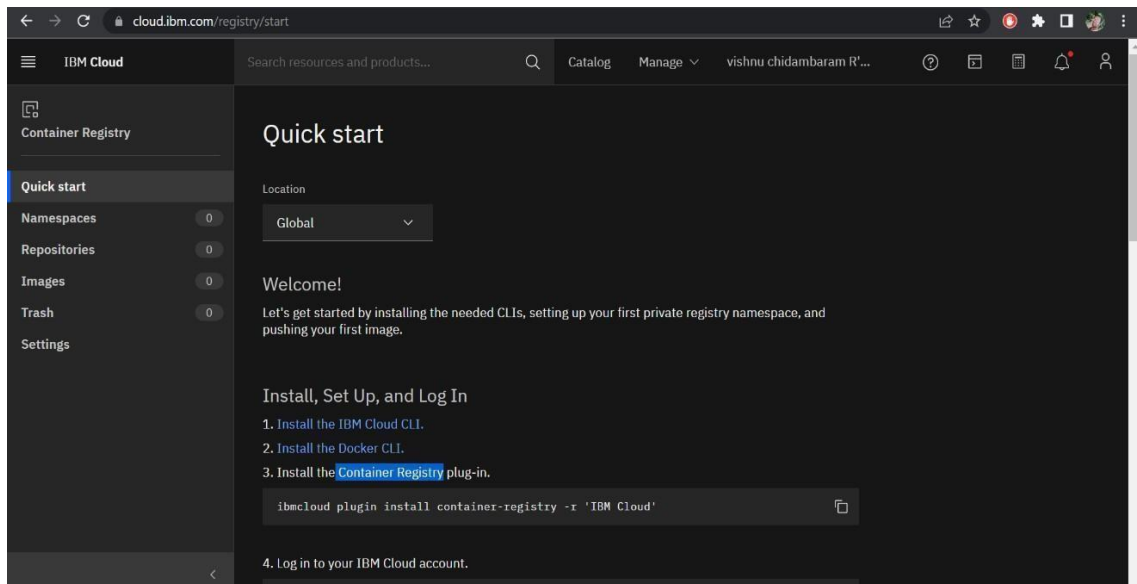 cloud.ibm.com/registry/start
IBM Cloud
Search resources and products...
Catalog
Manage
vishnu chidambaram R'...
Container Registry
Quick start
Namespaces 0
Repositories 0
Images 0
Trash 0
Settings
Quick start
Location
Global
Welcome!
Let's get started by installing the needed CLIs, setting up your first private registry namespace, and
pushing your first image.
Install, Set Up, and Log In
1. Install the IBM Cloud CLI.
2. Install the Docker CLI.
3. Install the Container Registry plug-in.
ibmcloud plugin install container-registry -r 'IBM Cloud'
4. Log in to your IBM Cloud account.